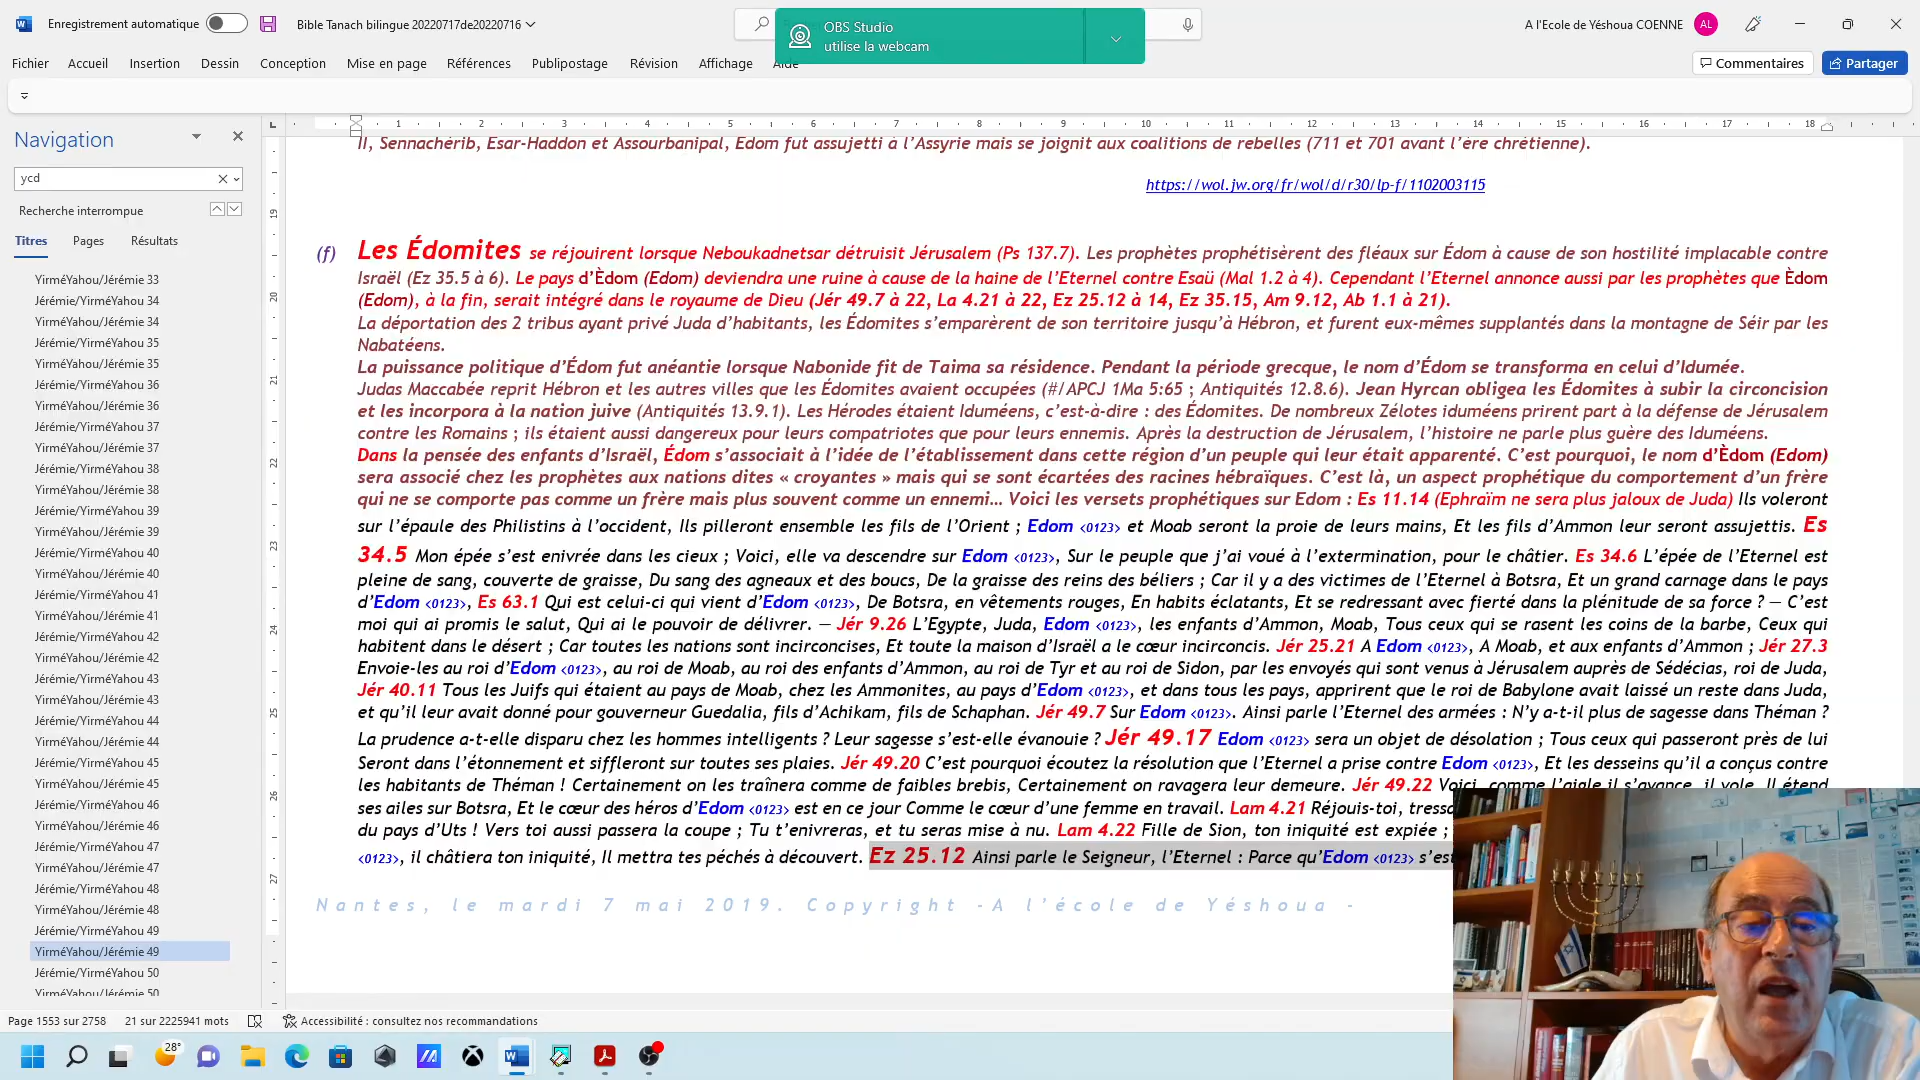 Enregistrement automatique
Bible Tanach bilingue 20220717de20220716
OBS Studio
utilise la webcam
A l'Ecole de Yéshoua COENNE
AL
Fichier Accueil Insertion Dessin Conception Mise en page Références Publipostage Révision Affichage Aide
Commentaires
Partager
Navigation
ycd
Recherche interrompue
Titres Pages Résultats
YirméYahou/Jérémie 33
Jérémie/YirméYahou 34
YirméYahou/Jérémie 34
Jérémie/YirméYahou 35
YirméYahou/Jérémie 35
Jérémie/YirméYahou 36
YirméYahou/Jérémie 36
Jérémie/YirméYahou 37
YirméYahou/Jérémie 37
Jérémie/YirméYahou 38
YirméYahou/Jérémie 38
Jérémie/YirméYahou 39
YirméYahou/Jérémie 39
Jérémie/YirméYahou 40
YirméYahou/Jérémie 40
Jérémie/YirméYahou 41
YirméYahou/Jérémie 41
Jérémie/YirméYahou 42
YirméYahou/Jérémie 42
Jérémie/YirméYahou 43
YirméYahou/Jérémie 43
Jérémie/YirméYahou 44
YirméYahou/Jérémie 44
Jérémie/YirméYahou 45
YirméYahou/Jérémie 45
Jérémie/YirméYahou 46
YirméYahou/Jérémie 46
Jérémie/YirméYahou 47
YirméYahou/Jérémie 47
Jérémie/YirméYahou 48
YirméYahou/Jérémie 48
Jérémie/YirméYahou 49
YirméYahou/Jérémie 49
Jérémie/YirméYahou 50
YirméYahou/Jérémie 50
1 2 3 4 5 6 7 8 9 10 11 12 13 14 15 16 17 18
19
20
21
22
23
24
25
26
27
II, Sennachérib, Esar-Haddon et Assourbanipal, Edom fut assujetti à l’Assyrie mais se joignit aux coalitions de rebelles (711 et 701 avant l’ère chrétienne).
https://wol.jw.org/fr/wol/d/r30/lp-f/1102003115
(f) Les Édomites se réjouirent lorsque Neboukadnetsar détruisit Jérusalem (Ps 137.7). Les prophètes prophétisèrent des fléaux sur Édom à cause de son hostilité implacable contre
Israël (Ez 35.5 à 6). Le pays d’Èdom (Edom) deviendra une ruine à cause de la haine de l’Eternel contre Esaü (Mal 1.2 à 4). Cependant l’Eternel annonce aussi par les prophètes que Èdom
(Edom), à la fin, serait intégré dans le royaume de Dieu (Jér 49.7 à 22, La 4.21 à 22, Ez 25.12 à 14, Ez 35.15, Am 9.12, Ab 1.1 à 21).
La déportation des 2 tribus ayant privé Juda d’habitants, les Édomites s’emparèrent de son territoire jusqu’à Hébron, et furent eux-mêmes supplantés dans la montagne de Séir par les
Nabatéens.
La puissance politique d’Édom fut anéantie lorsque Nabonide fit de Taima sa résidence. Pendant la période grecque, le nom d’Édom se transforma en celui d’Idumée.
Judas Maccabée reprit Hébron et les autres villes que les Édomites avaient occupées (#/APCJ 1Ma 5:65 ; Antiquités 12.8.6). Jean Hyrcan obligea les Édomites à subir la circoncision
et les incorpora à la nation juive (Antiquités 13.9.1). Les Hérodes étaient Iduméens, c’est-à-dire : des Édomites. De nombreux Zélotes iduméens prirent part à la défense de Jérusalem
contre les Romains ; ils étaient aussi dangereux pour leurs compatriotes que pour leurs ennemis. Après la destruction de Jérusalem, l’histoire ne parle plus guère des Iduméens.
Dans la pensée des enfants d’Israël, Édom s’associait à l’idée de l’établissement dans cette région d’un peuple qui leur était apparenté. C’est pourquoi, le nom d’Èdom (Edom)
sera associé chez les prophètes aux nations dites « croyantes » mais qui se sont écartées des racines hébraïques. C’est là, un aspect prophétique du comportement d’un frère
qui ne se comporte pas comme un frère mais plus souvent comme un ennemi… Voici les versets prophétiques sur Edom : Es 11.14 (Ephraïm ne sera plus jaloux de Juda) Ils voleront
sur l’épaule des Philistins à l’occident, Ils pilleront ensemble les fils de l’Orient ; Edom <0123> et Moab seront la proie de leurs mains, Et les fils d’Ammon leur seront assujettis. Es
34.5 Mon épée s’est enivrée dans les cieux ; Voici, elle va descendre sur Edom <0123>, Sur le peuple que j’ai voué à l’extermination, pour le châtier. Es 34.6 L’épée de l’Eternel est
pleine de sang, couverte de graisse, Du sang des agneaux et des boucs, De la graisse des reins des béliers ; Car il y a des victimes de l’Eternel à Botsra, Et un grand carnage dans le pays
d’Edom <0123>, Es 63.1 Qui est celui-ci qui vient d’Edom <0123>, De Botsra, en vêtements rouges, En habits éclatants, Et se redressant avec fierté dans la plénitude de sa force ? — C’est
moi qui ai promis le salut, Qui ai le pouvoir de délivrer. — Jér 9.26 L’Egypte, Juda, Edom <0123>, les enfants d’Ammon, Moab, Tous ceux qui se rasent les coins de la barbe, Ceux qui
habitent dans le désert ; Car toutes les nations sont incirconcises, Et toute la maison d’Israël a le cœur incirconcis. Jér 25.21 A Edom <0123>, A Moab, et aux enfants d’Ammon ; Jér 27.3
Envoie-les au roi d’Edom <0123>, au roi de Moab, au roi des enfants d’Ammon, au roi de Tyr et au roi de Sidon, par les envoyés qui sont venus à Jérusalem auprès de Sédécias, roi de Juda,
Jér 40.11 Tous les Juifs qui étaient au pays de Moab, chez les Ammonites, au pays d’Edom <0123>, et dans tous les pays, apprirent que le roi de Babylone avait laissé un reste dans Juda,
et qu’il leur avait donné pour gouverneur Guedalia, fils d’Achikam, fils de Schaphan. Jér 49.7 Sur Edom <0123>. Ainsi parle l’Eternel des armées : N’y a-t-il plus de sagesse dans Théman ?
La prudence a-t-elle disparu chez les hommes intelligents ? Leur sagesse s’est-elle évanouie ? Jér 49.17 Edom <0123> sera un objet de désolation ; Tous ceux qui passeront près de lui
Seront dans l’étonnement et siffleront sur toutes ses plaies. Jér 49.20 C’est pourquoi écoutez la résolution que l’Eternel a prise contre Edom <0123>, Et les desseins qu’il a conçus contre
les habitants de Théman ! Certainement on les traînera comme de faibles brebis, Certainement on ravagera leur demeure. Jér 49.22 Voici, comme l’aigle il s’avance, il vole, Il étend
ses ailes sur Botsra, Et le cœur des héros d’Edom <0123> est en ce jour Comme le cœur d’une femme en travail. Lam 4.21 Réjouis-toi,
du pays d’Uts ! Vers toi aussi passera la coupe ; Tu t’enivreras, et tu seras mise à nu. Lam 4.22 Fille de Sion, ton iniquité est expiée ;
<0123>, il châtiera ton iniquité, Il mettra tes péchés à découvert. Ez 25.12 Ainsi parle le Seigneur, l’Eternel : Parce qu’Edom <0123>
Nantes, le mardi 7 mai 2019. Copyright -A l’école de Yéshoua -
Page 1553 sur 2758 21 sur 2225941 mots Accessibilité : consultez nos recommandations
28°